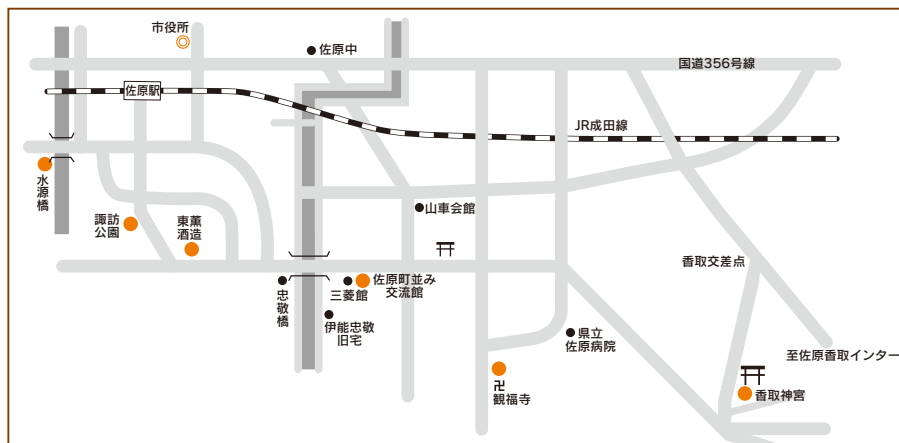 市役所
佐原中
国道356号線
佐原駅
JR成田線
水源橋
山車会館
諏訪
公園
東薫
酒造
香取交差点
忠敬橋
三菱館
佐原町並み
交流館
伊能忠敬
旧宅
県立
佐原病院
至佐原香取インター
卍
観福寺
香取神宮